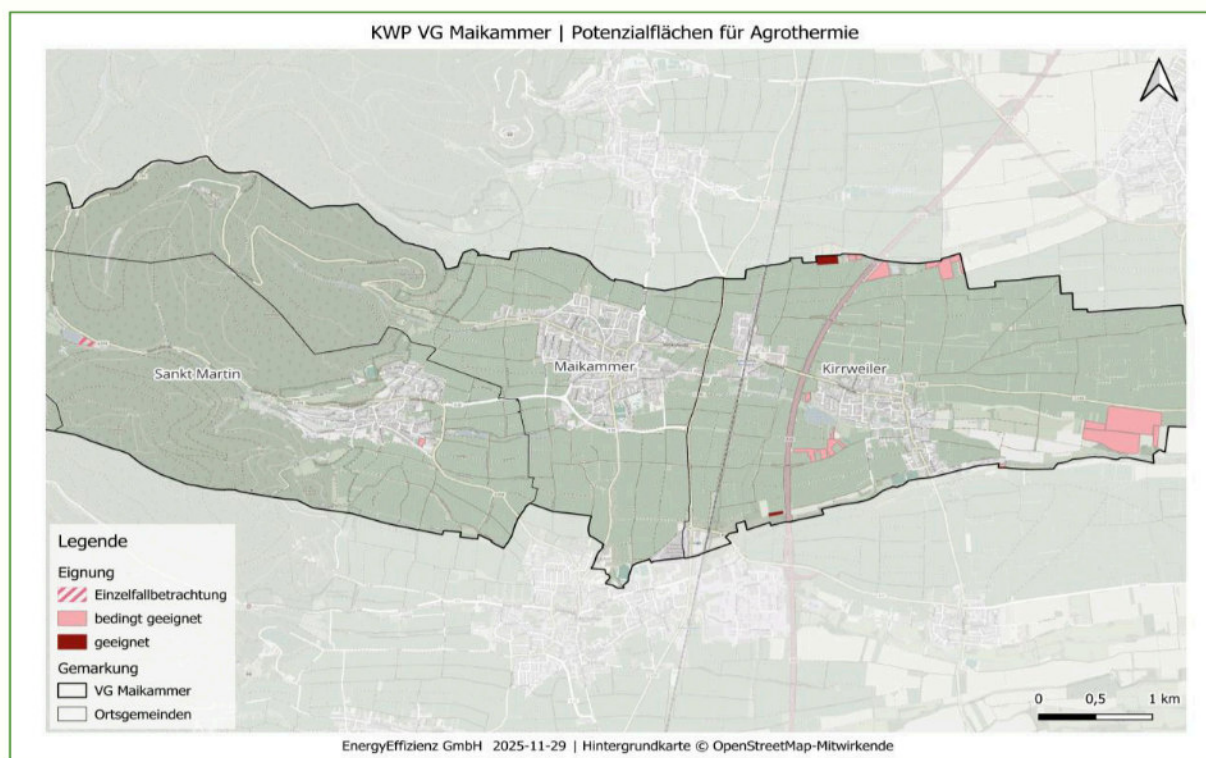 KWP VG Maikammer | Potenzialflächen für Agrothermie
Maikammer
Kirrweiler
Sankt Martin
Legende
Eignung
Einzelfallbetrachtung
bedingt geeignet
geeignet
Gemarkung
VG Maikammer
Ortsgemeinden
0 0,5 1 km
EnergyEffizienz GmbH 2025-11-29 | Hintergrundkarte © OpenStreetMap-Mitwirkende